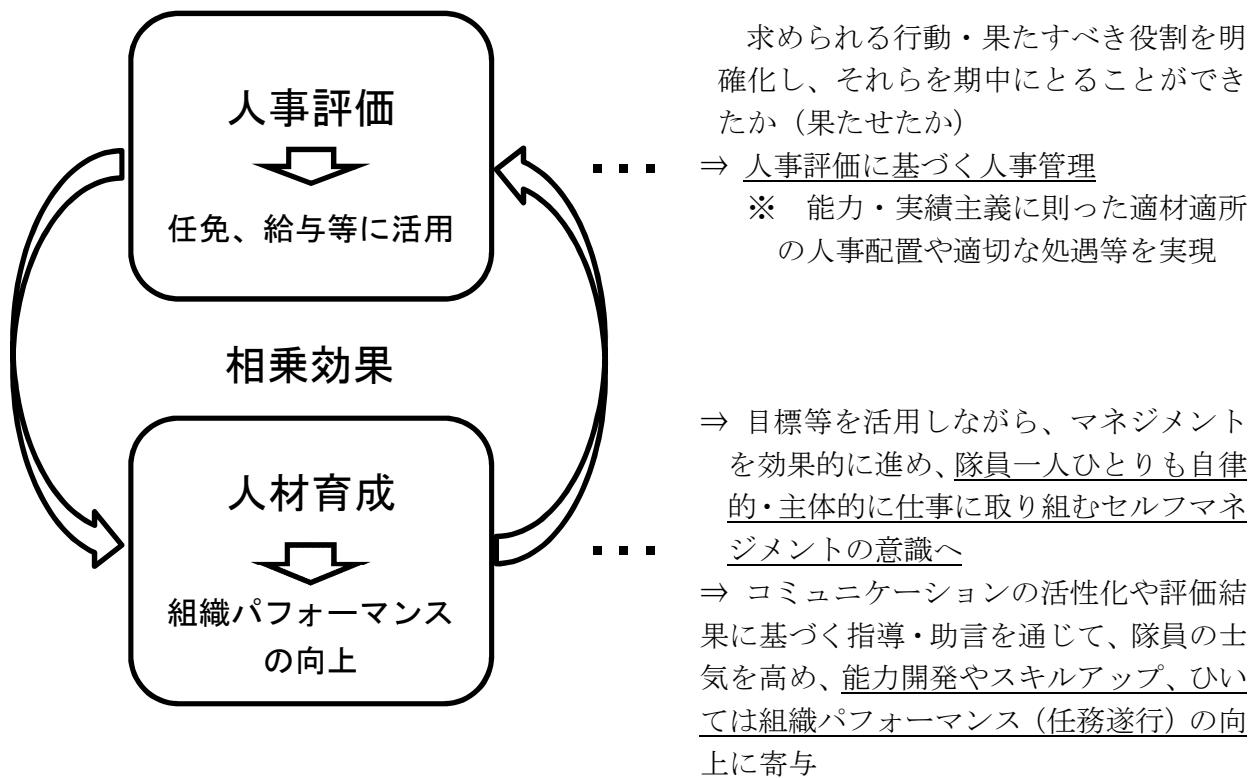 人事評価
任免、給与等に活用
相乗効果
人材育成
組織パフォーマンス
の向上
・・・
求められる行動・果たすべき役割を明
確化し、それらを期中にとることができ
たか（果たせたか）
⇒ 人事評価に基づく人事管理
※　能力・実績主義に則った適材適所
の人事配置や適切な処遇等を実現
・・・
⇒ 目標等を活用しながら、マネジメント
を効果的に進め、隊員一人ひとりも自律
的・主体的に仕事に取り組むセルフマネ
ジメントの意識へ
⇒ コミュニケーションの活性化や評価結
果に基づく指導・助言を通じて、隊員の士
気を高め、能力開発やスキルアップ、ひい
ては組織パフォーマンス（任務遂行）の向
上に寄与